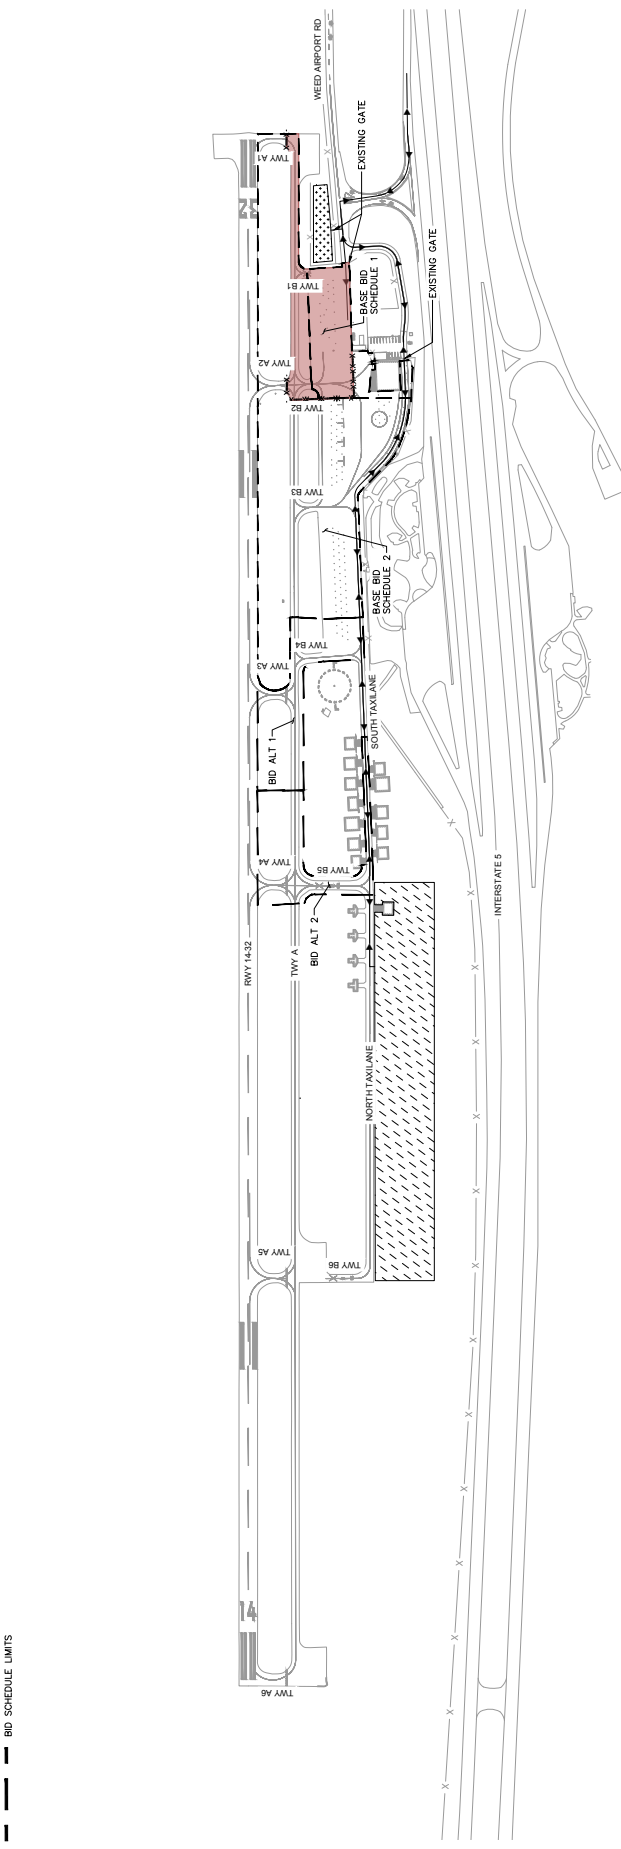 WEED AIRPORT RD
EXISTING GATE
TWY A1
32
EXISTING GATE
TWY B1
BASE BID
SCHEDULE 1
TWY A2
TWY B2
TWY B3
BASE BID
SCHEDULE 2
TWY B4
TWY A3
SOUTH TAXILANE
BID ALT 1
TWY A4
TWY B5
INTERSTATE 5
BID ALT 2
RWY 14-32
TWY A
NORTH TAXILANE
TWY A5
TWY B6
14
TWY A6
BID SCHEDULE LIMITS